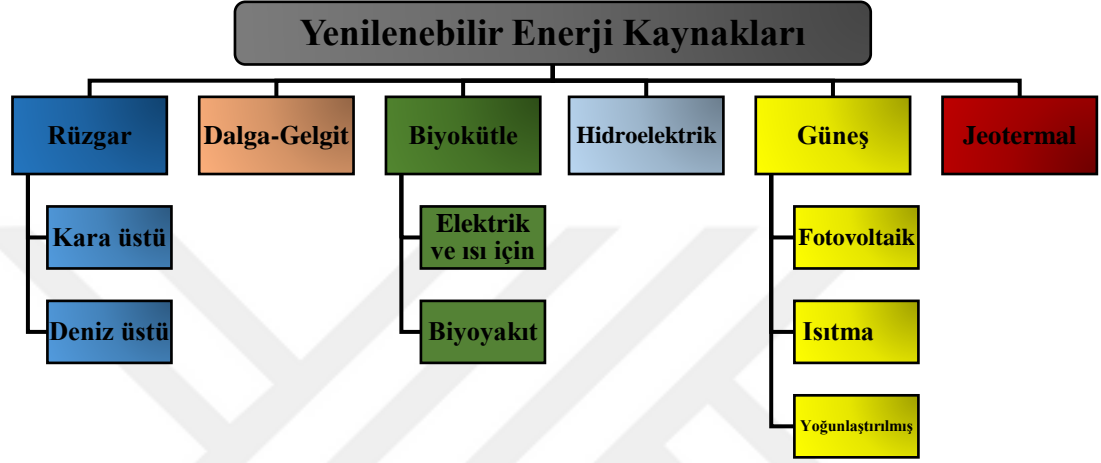 Yenilenebilir Enerji Kaynakları
Rüzgar
Dalga-Gelgit
Biyokütle
Hidroelektrik
Güneş
Jeotermal
Kara üstü
Deniz üstü
Elektrik
ve ısı için
Biyoyakıt
Fotovoltaik
Isıtma
Yoğunlaştırılmış